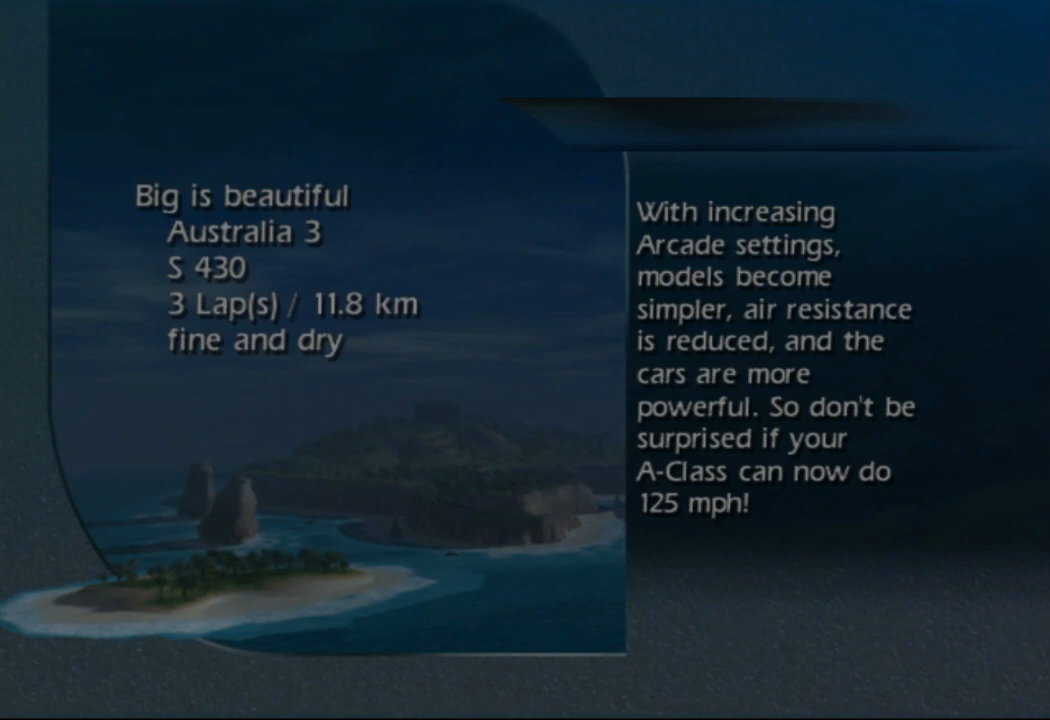 Big is beautiful
Australia 3
S 430
3 Lap(s) / 11.8 km
fine and dry
With increasing
Arcade settings,
models become
simpler, air resistance
is reduced, and the
cars are more
powerful. So don't be
surprised if your
A-Class can now do
125 mph!